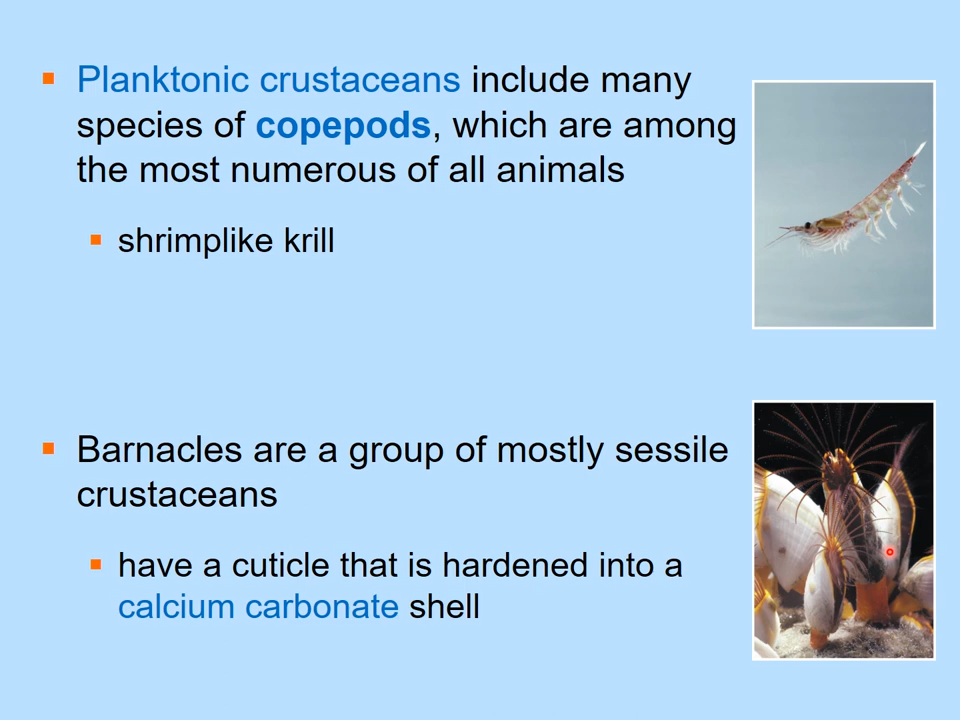 Planktonic crustaceans include many
species of copepods, which are among
the most numerous of all animals
shrimplike krill
Barnacles are a group of mostly sessile
crustaceans
have a cuticle that is hardened into a
calcium carbonate shell